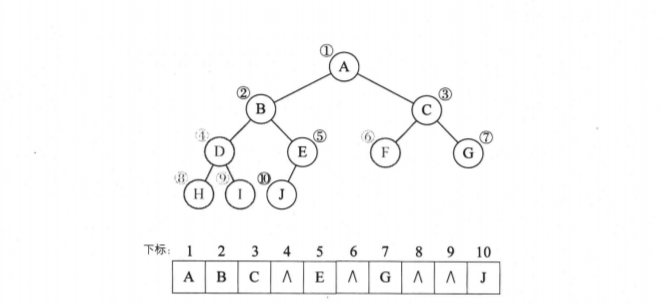 ①
A
② ③
B C
④ ⑤ ⑥ ⑦
D E F G
⑧ ⑨ ⑩
H I J
下标: 1 2 3 4 5 6 7 8 9 10
A B C ∧ E ∧ G ∧ ∧ J